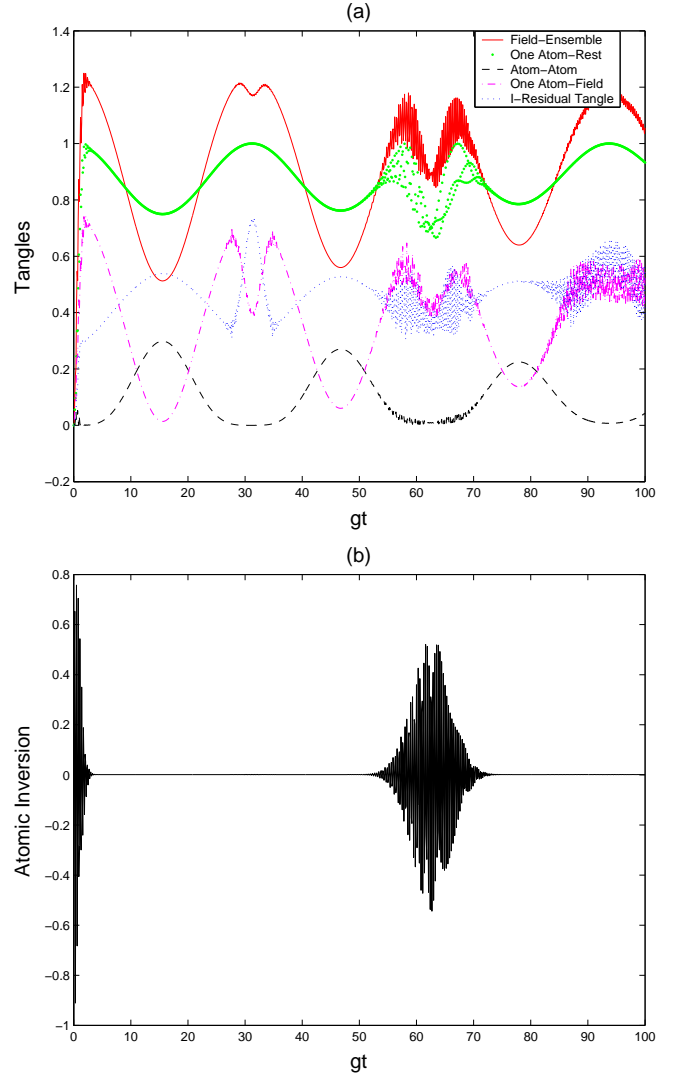 (a)
1.4
1.2
1
0.8
0.6
0.4
0.2
0
−0.2
Tangles
Field−Ensemble
One Atom−Rest
Atom−Atom
One Atom−Field
I−Residual Tangle
0 10 20 30 40 50 60 70 80 90 100
gt
(b)
0.8
0.6
0.4
0.2
0
−0.2
−0.4
−0.6
−0.8
−1
Atomic Inversion
0 10 20 30 40 50 60 70 80 90 100
gt